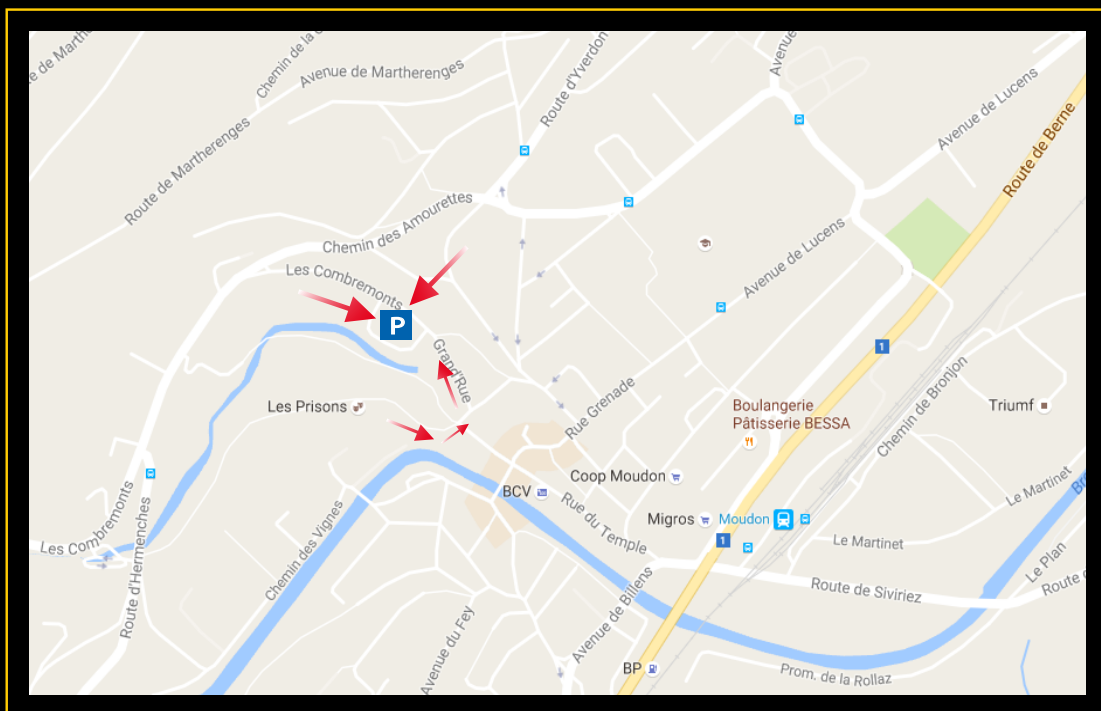 Chemin de la
Avenue de Martherenges
Route d'Yverdon
Avenue
Avenue de Lucens
Route de Berne
Route de Martherenges
Chemin des Amourettes
Les Combremonts
Avenue de Lucens
P
Grand'Rue
1
Rue Grenade
Chemin de Bronjon
Les Prisons
Boulangerie
Pâtisserie BESSA
Triumf
Coop Moudon
BCV
Rue du Temple
Migros
Moudon
1
Le Martinet
Le Martinet
Les Combremonts
Route d'Hermenches
Chemin des Vignes
Le Plan
Route de Siviriez
Avenue de Billens
Avenue du Fey
BP
Prom. de la Rollaz